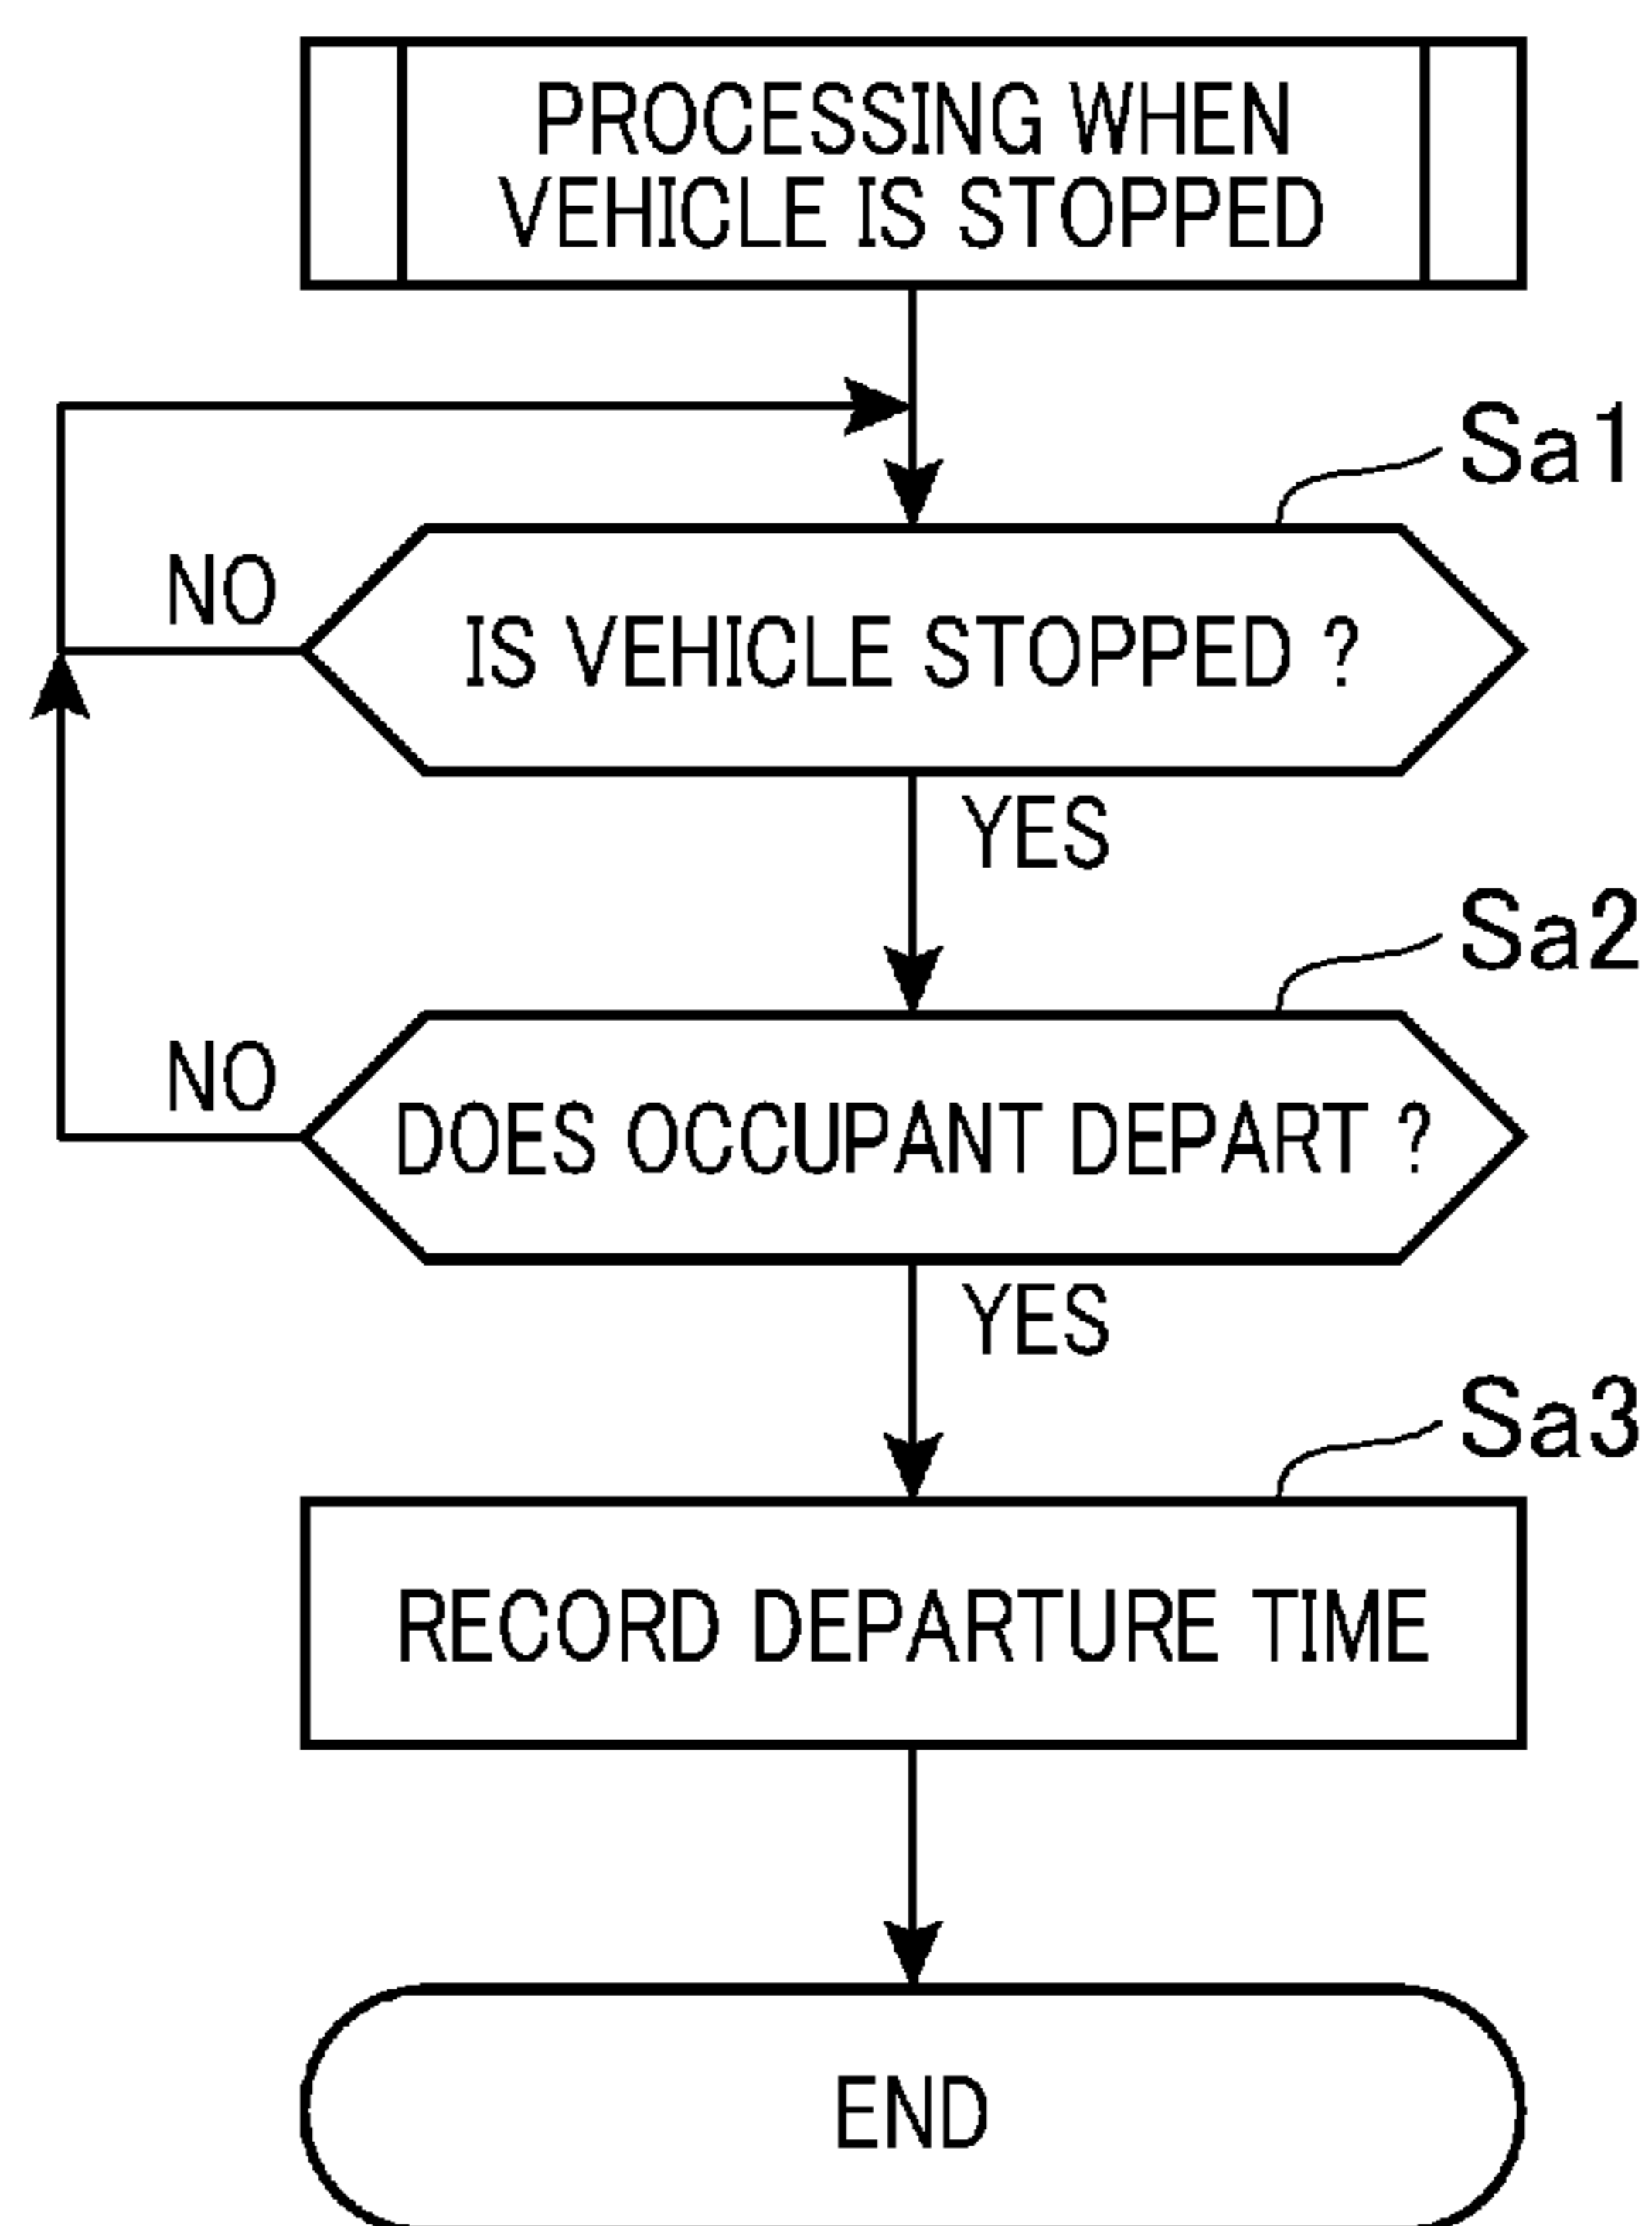 PROCESSING WHEN
VEHICLE IS STOPPED
Sa1
NO
IS VEHICLE STOPPED ?
YES
Sa2
NO
DOES OCCUPANT DEPART ?
YES
Sa3
RECORD DEPARTURE TIME
END